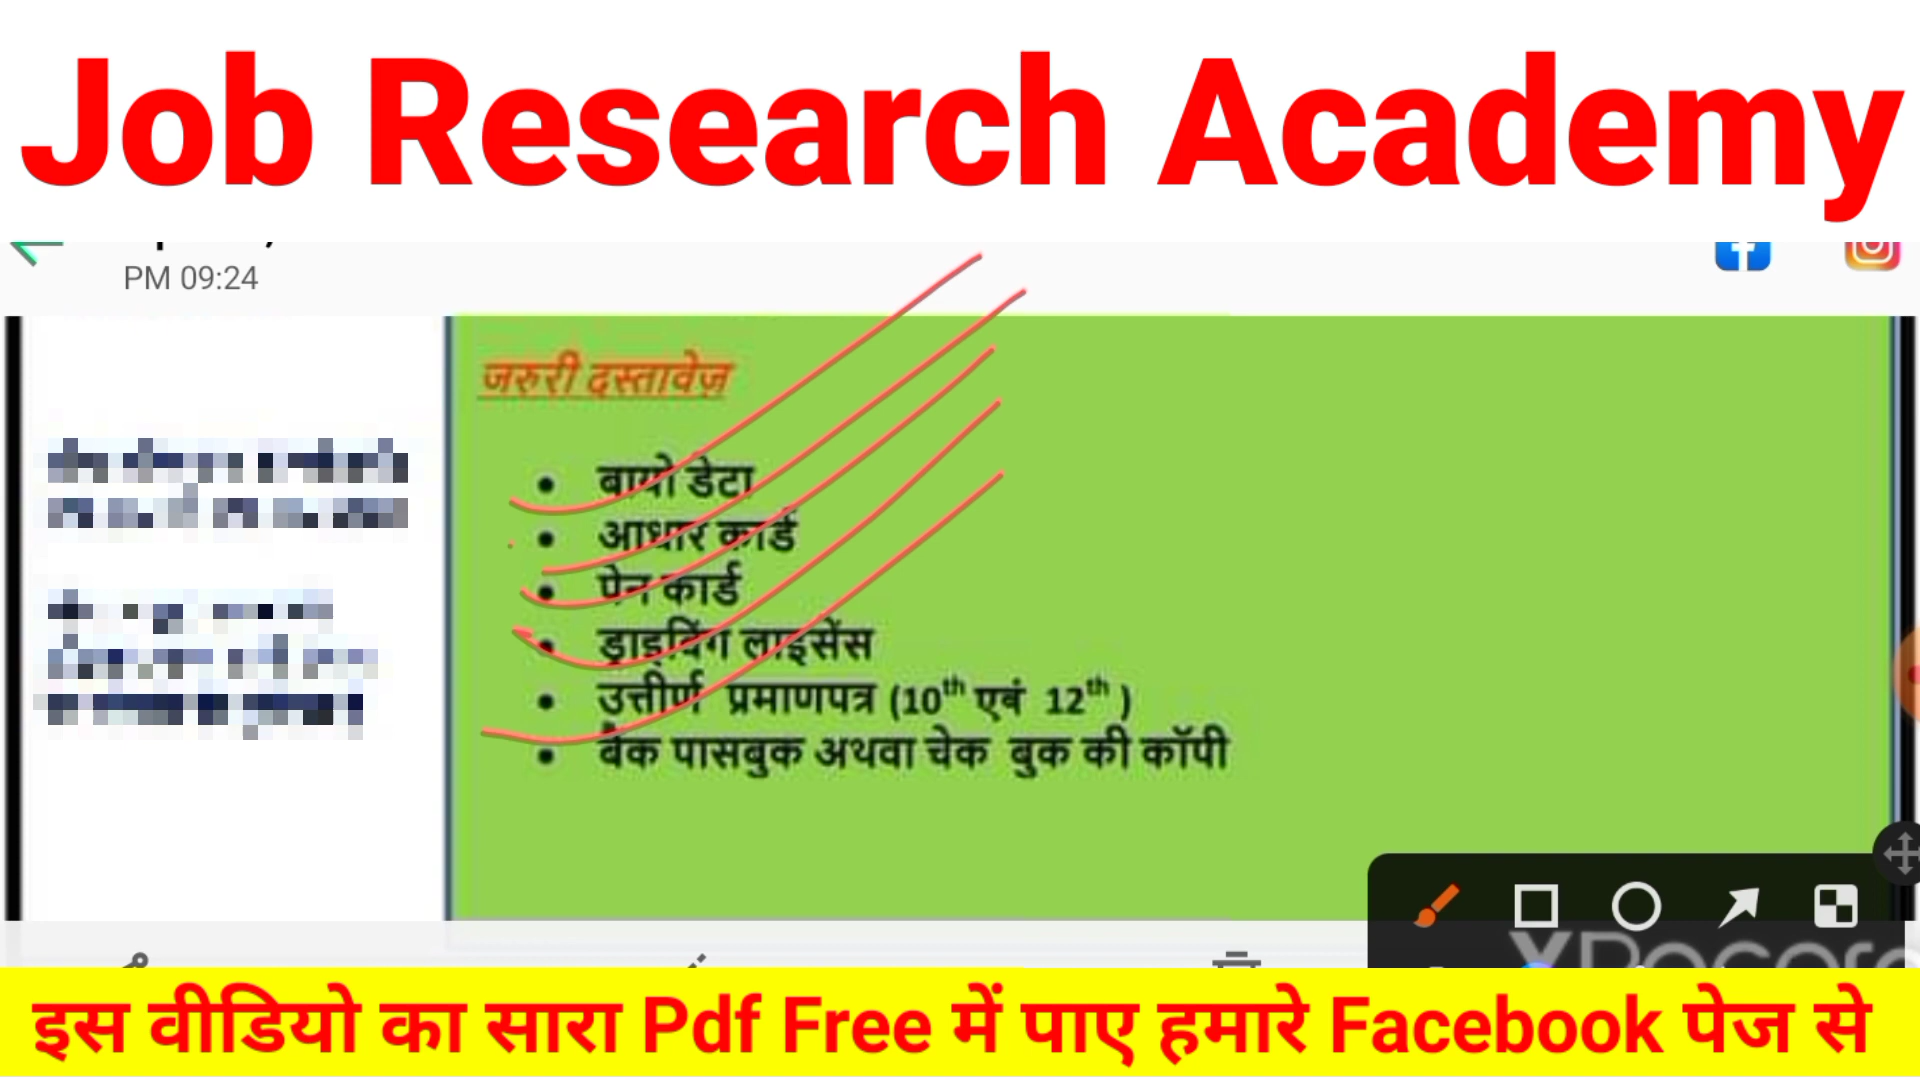 Job Research Academy
PM 09:24
जरुरी दस्तावेज़
• बायो डेटा
• आधार कार्ड
• पेन कार्ड
• ड्राइविंग लाइसेंस
• उत्तीर्ण प्रमाणपत्र (10th एबं 12th )
• बैंक पासबुक अथवा चेक बुक की कॉपी
इस वीडियो का सारा Pdf Free में पाए हमारे Facebook पेज से